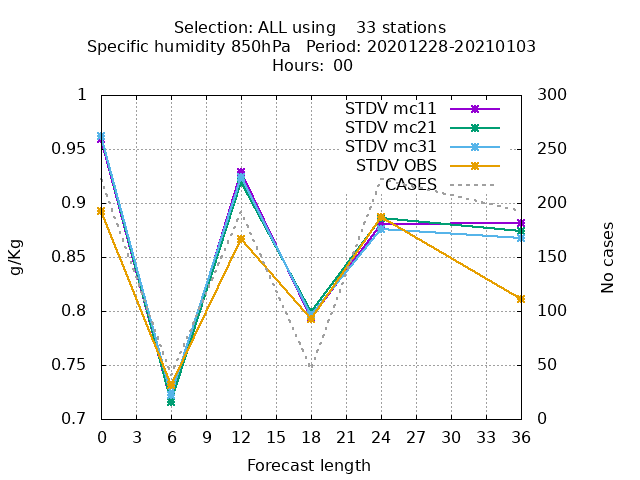 Selection: ALL using    33 stations
Specific humidity 850hPa   Period: 20201228-20210103
Hours:  00
1
0.95
0.9
0.85
0.8
0.75
0.7
g/Kg
STDV mc11
STDV mc21
STDV mc31
STDV OBS
CASES
300
250
200
150
100
50
0
No cases
0 3 6 9 12 15 18 21 24 27 30 33 36
Forecast length